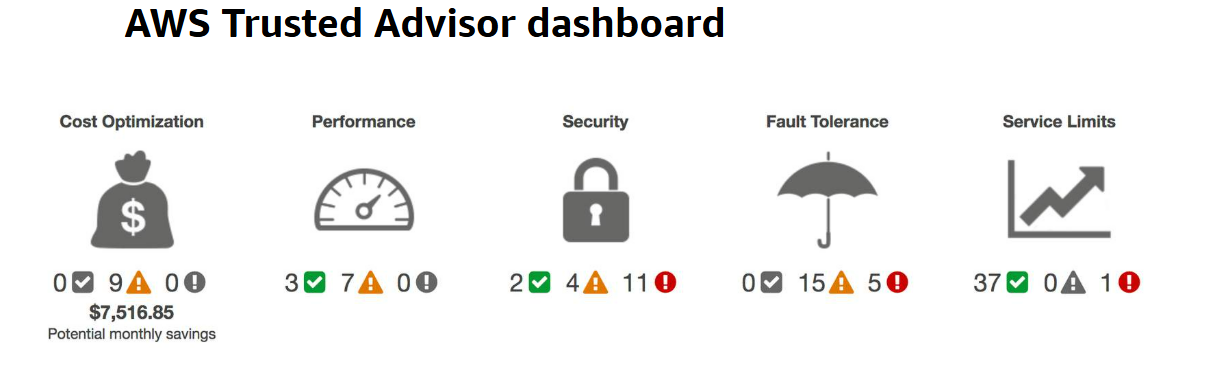 AWS Trusted Advisor dashboard
Cost Optimization
Performance
Security
Fault Tolerance
Service Limits
$
0 9 0
3 7 0
2 4 11
0 15 5
37 0 1
$7,516.85
Potential monthly savings